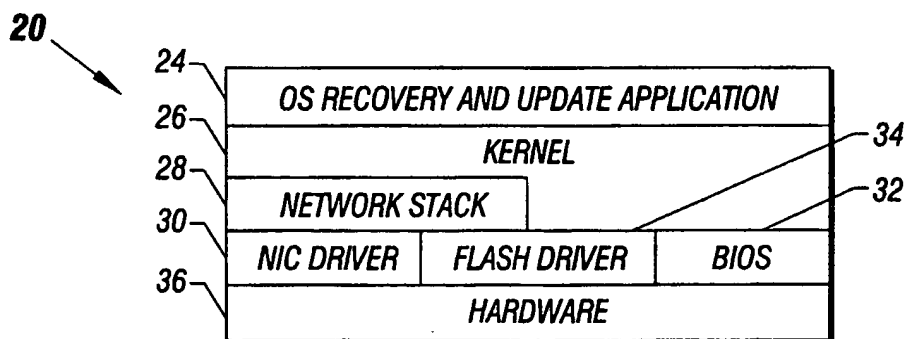 20
24
OS RECOVERY AND UPDATE APPLICATION
26
KERNEL
34
28
NETWORK STACK
32
30
NIC DRIVER
FLASH DRIVER
BIOS
36
HARDWARE